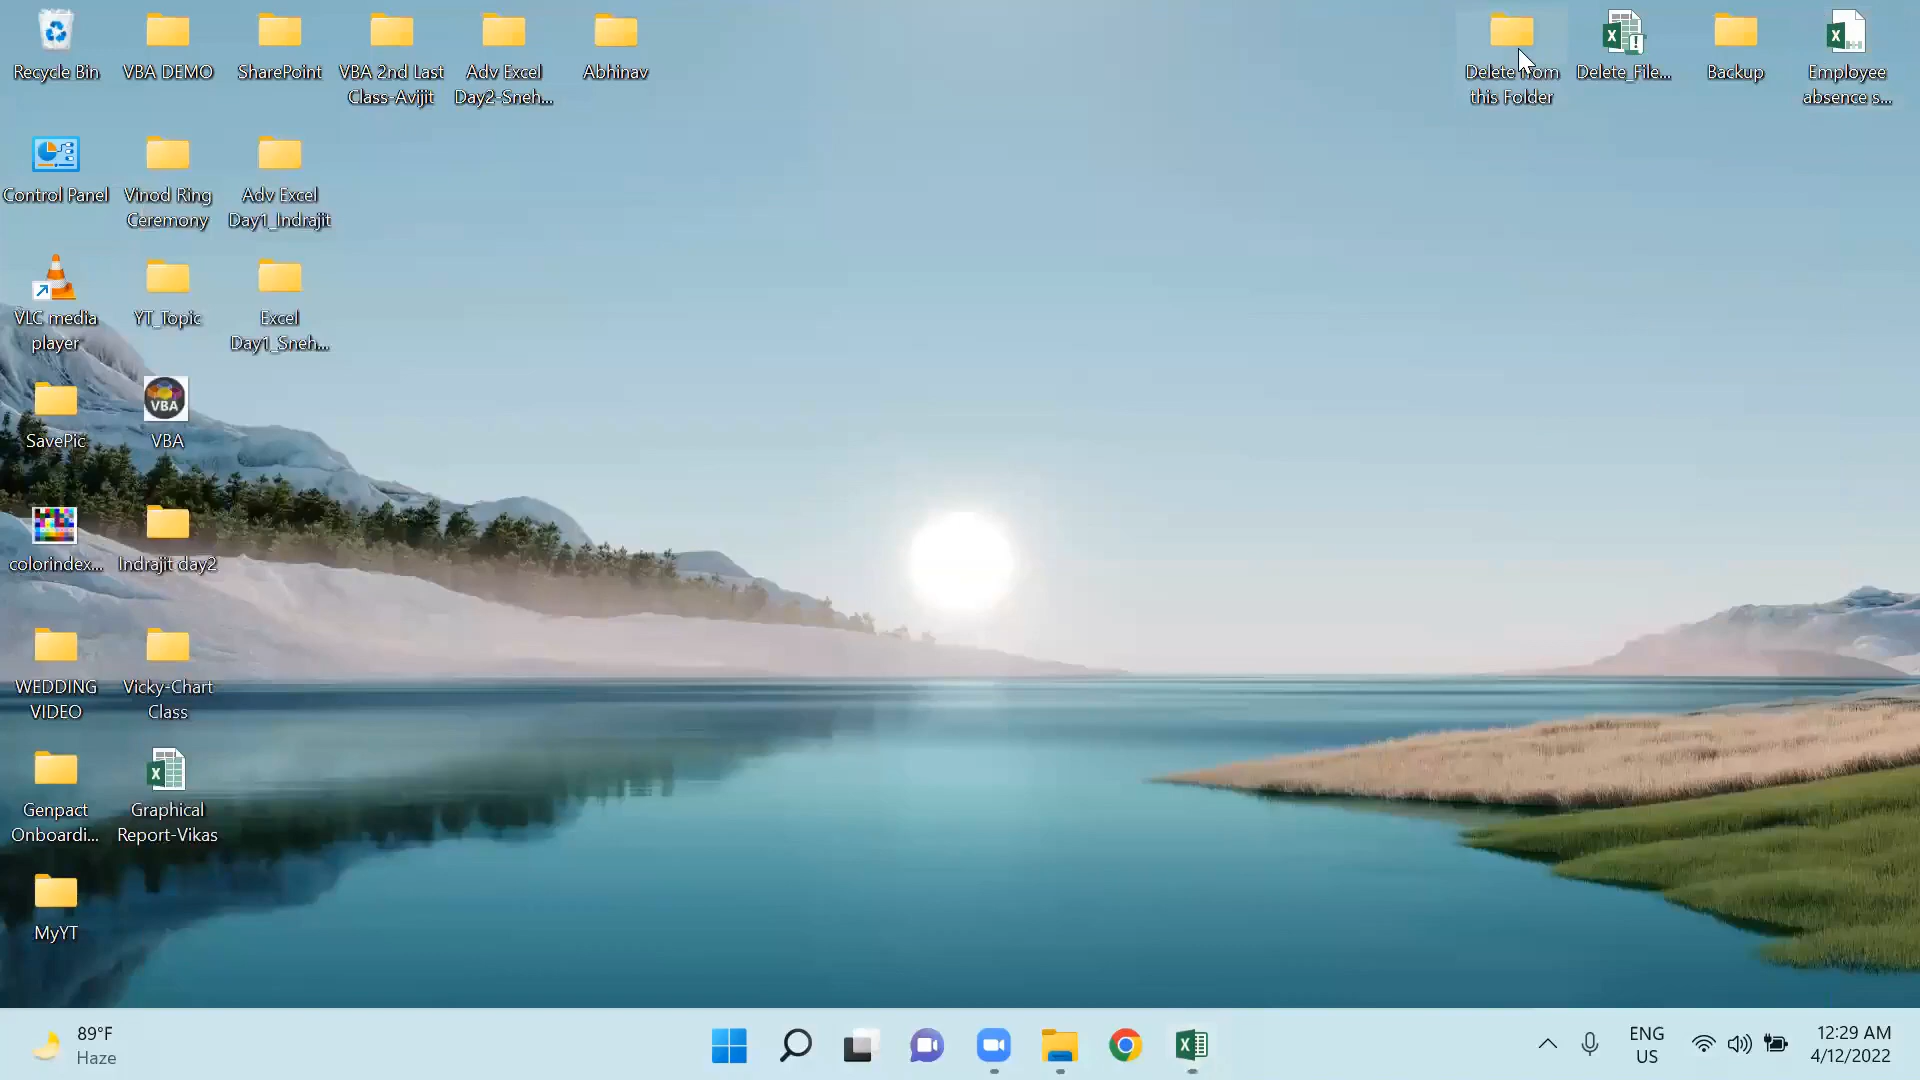 Recycle Bin
VBA DEMO
SharePoint
VBA 2nd Last
Class-Avijit
Adv Excel
Day2-Sneh...
Abhinav
Delete from
this Folder
Delete_File...
Backup
Employee
absence s...
Control Panel
Vinod Ring
Ceremony
Adv Excel
Day1_Indrajit
VLC media
player
YT_Topic
Excel
Day1_Sneh...
SavePic
VBA
VBA
colorindex...
Indrajit day2
WEDDING
VIDEO
Vicky-Chart
Class
Genpact
Onboardi...
Graphical
Report-Vikas
MyYT
89°F
Haze
ENG
US
12:29 AM
4/12/2022